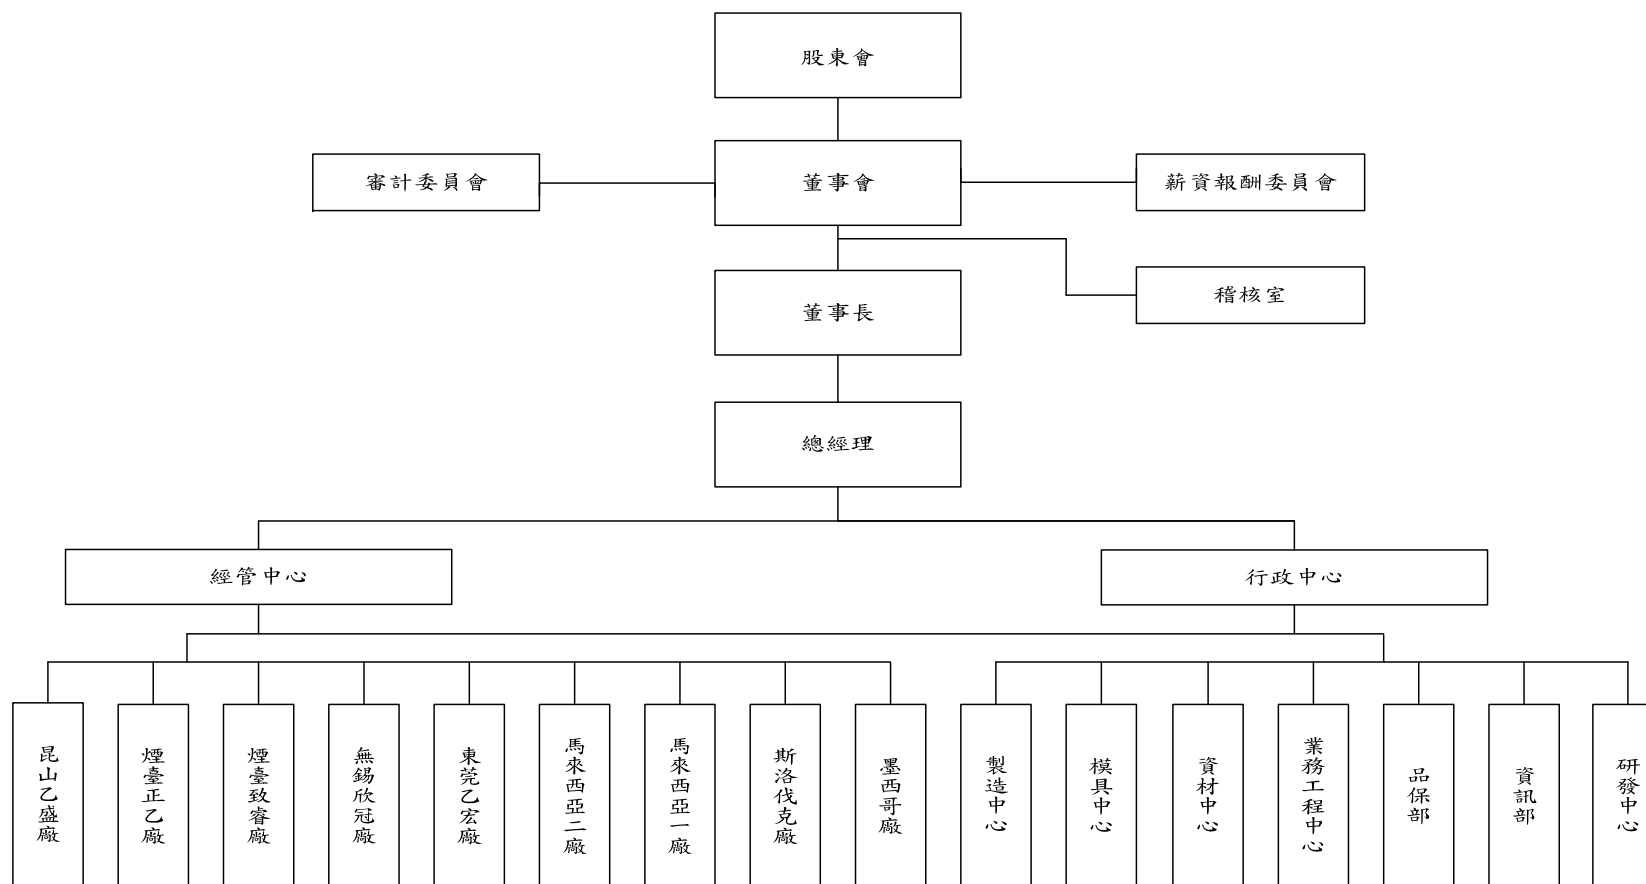 股東會
審計委員會
董事會
薪資報酬委員會
董事長
稽核室
總經理
經管中心
行政中心
昆山乙盛廠
煙臺正乙廠
煙臺致睿廠
無錫欣冠廠
東莞乙宏廠
馬來西亞二廠
馬來西亞一廠
斯洛伐克廠
墨西哥廠
製造中心
模具中心
資材中心
業務工程中心
品保部
資訊部
研發中心